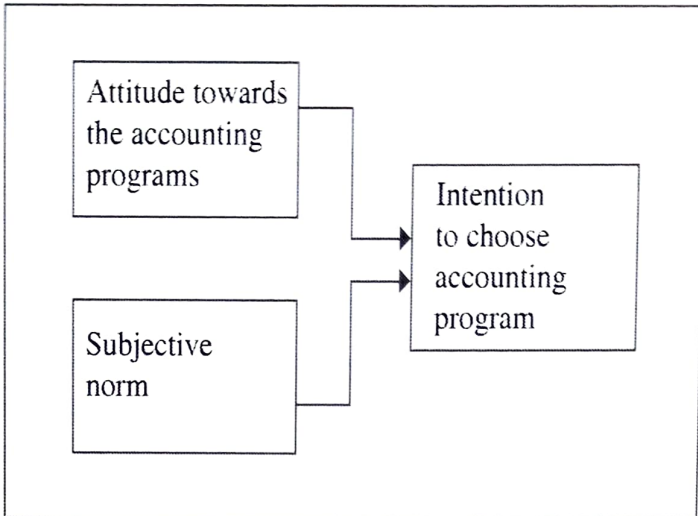 Attitude towards
the accounting
programs
Intention
to choose
accounting
program
Subjective
norm